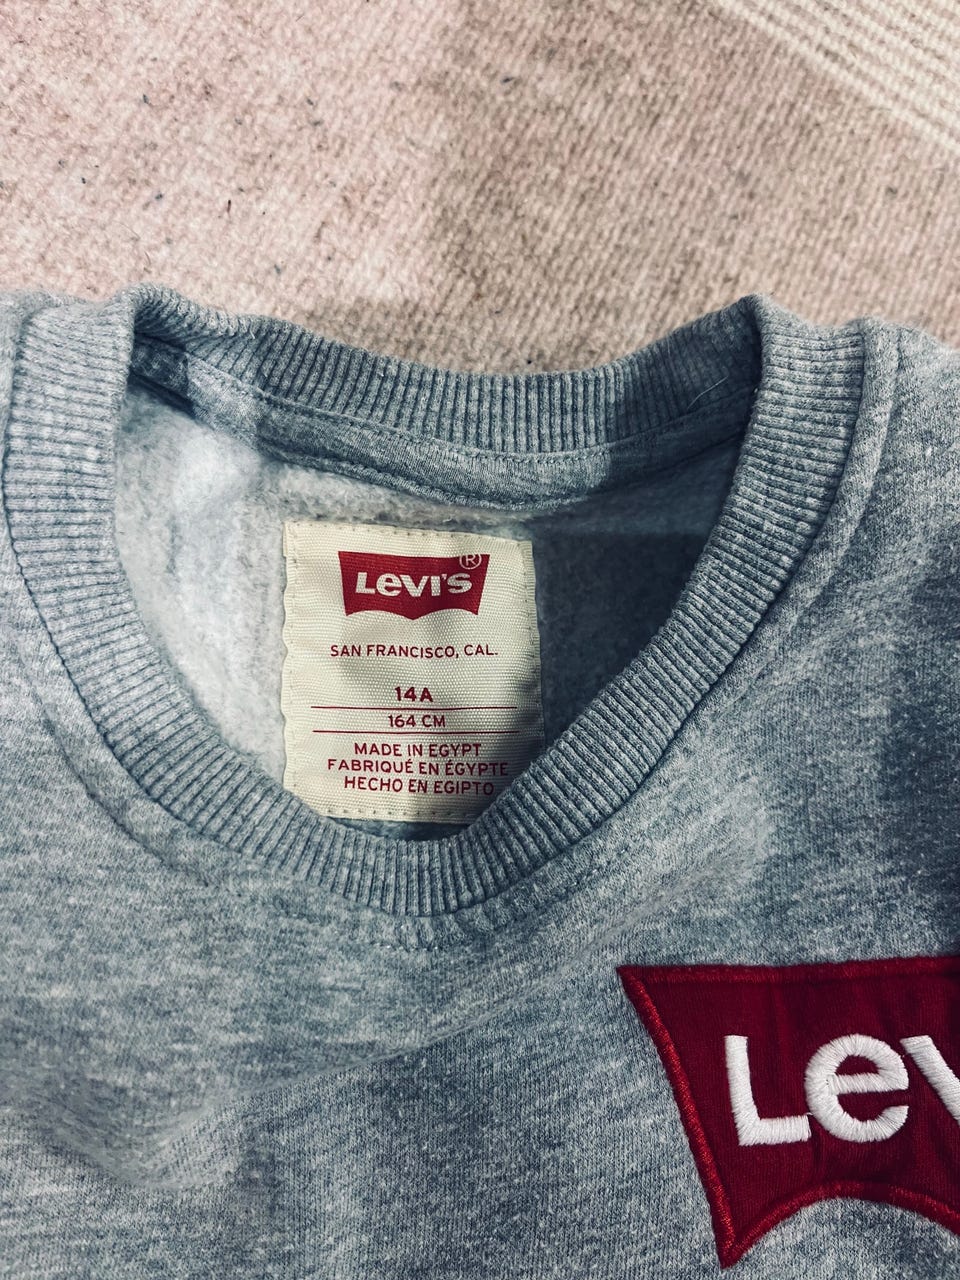 LEVI'S®
SAN FRANCISCO, CAL.
14A
164 CM
MADE IN EGYPT
FABRIQUÉ EN ÉGYPTE
HECHO EN EGIPTO
Lev